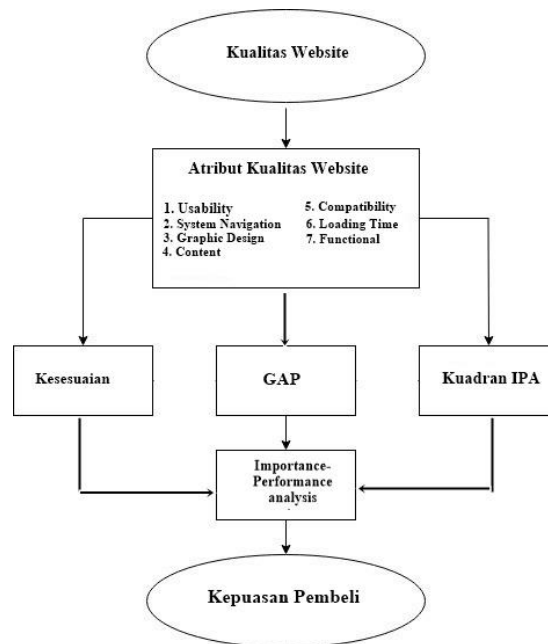 Kualitas Website
Atribut Kualitas Website
1. Usability
2. System Navigation
3. Graphic Design
4. Content
5. Compatibility
6. Loading Time
7. Functional
Kesesuaian
GAP
Kuadran IPA
Importance-
Performance
analysis
Kepuasan Pembeli